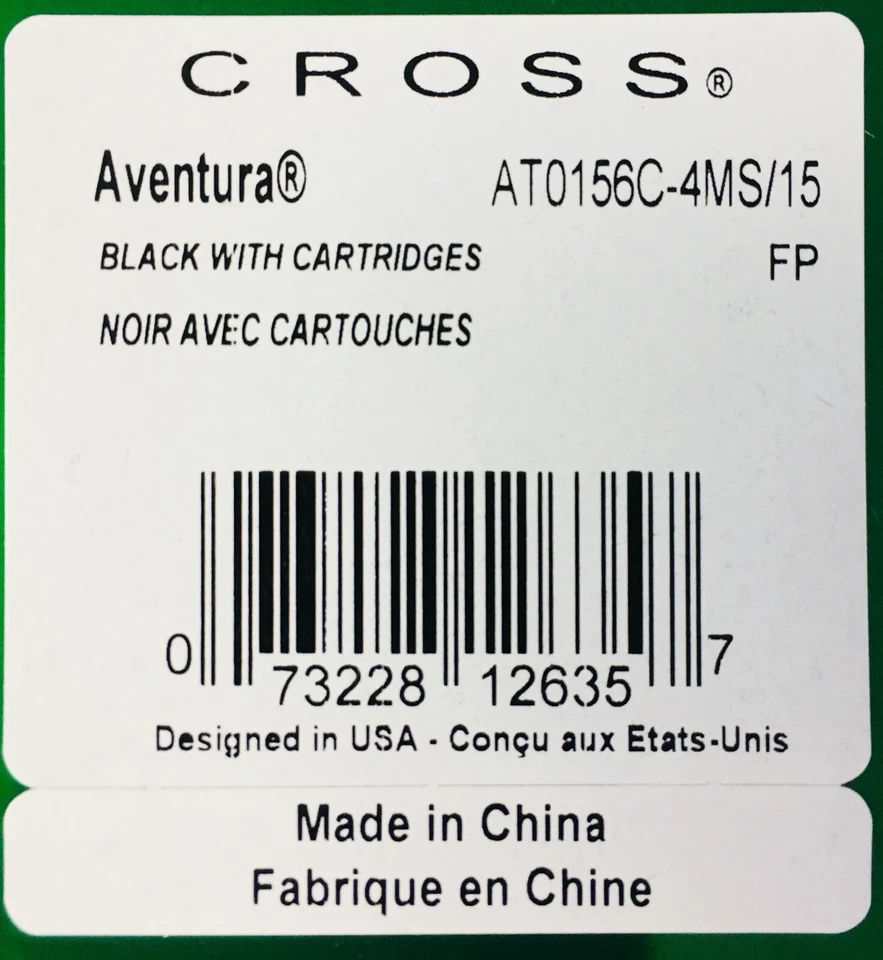 CROSS®
Aventura® AT0156C-4MS/15
BLACK WITH CARTRIDGES FP
NOIR AVEC CARTOUCHES
0 73228 12635 7
Designed in USA - Conçu aux Etats-Unis
Made in China
Fabrique en Chine